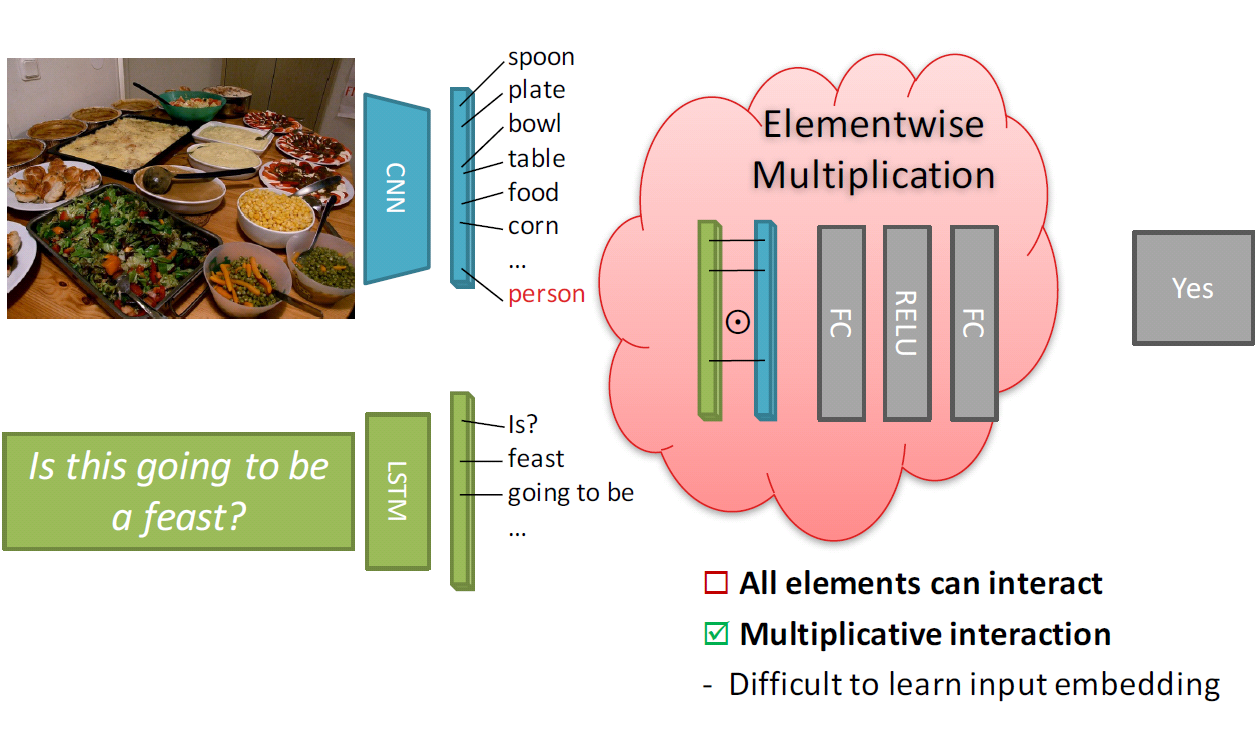 spoon
plate
bowl
table
food
corn
...
person
CNN
Is this going to be
a feast?
LSTM
Is?
feast
going to be
...
Elementwise
Multiplication
⊙
FC
RELU
FC
Yes
☐ All elements can interact
☑ Multiplicative interaction
- Difficult to learn input embedding